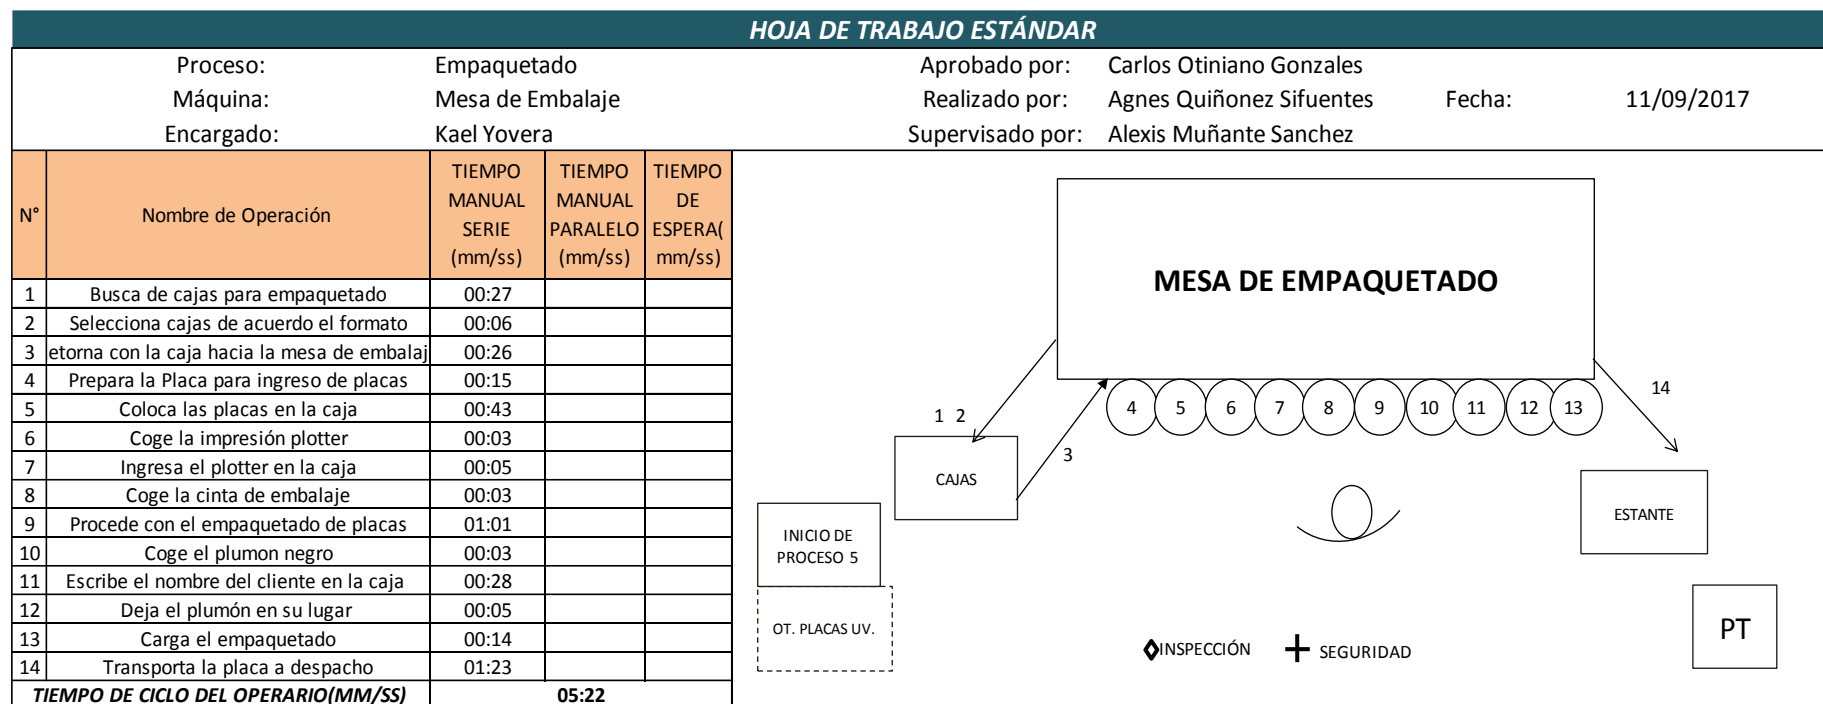 HOJA DE TRABAJO ESTÁNDAR
Proceso: Empaquetado Aprobado por: Carlos Otiniano Gonzales
Máquina: Mesa de Embalaje Realizado por: Agnes Quiñonez Sifuentes Fecha: 11/09/2017
Encargado: Kael Yovera Supervisado por: Alexis Muñante Sanchez
N° Nombre de Operación TIEMPO MANUAL SERIE (mm/ss) TIEMPO MANUAL PARALELO (mm/ss) TIEMPO DE ESPERA( mm/ss)
1 Busca de cajas para empaquetado 00:27
2 Selecciona cajas de acuerdo el formato 00:06
3 etorna con la caja hacia la mesa de embalaj 00:26
4 Prepara la Placa para ingreso de placas 00:15
5 Coloca las placas en la caja 00:43
6 Coge la impresión plotter 00:03
7 Ingresa el plotter en la caja 00:05
8 Coge la cinta de embalaje 00:03
9 Procede con el empaquetado de placas 01:01
10 Coge el plumon negro 00:03
11 Escribe el nombre del cliente en la caja 00:28
12 Deja el plumón en su lugar 00:05
13 Carga el empaquetado 00:14
14 Transporta la placa a despacho 01:23
TIEMPO DE CICLO DEL OPERARIO(MM/SS) 05:22
MESA DE EMPAQUETADO
4 5 6 7 8 9 10 11 12 13
14
1 2
3
CAJAS
ESTANTE
INICIO DE
PROCESO 5
OT. PLACAS UV.
INSPECCIÓN
SEGURIDAD
PT